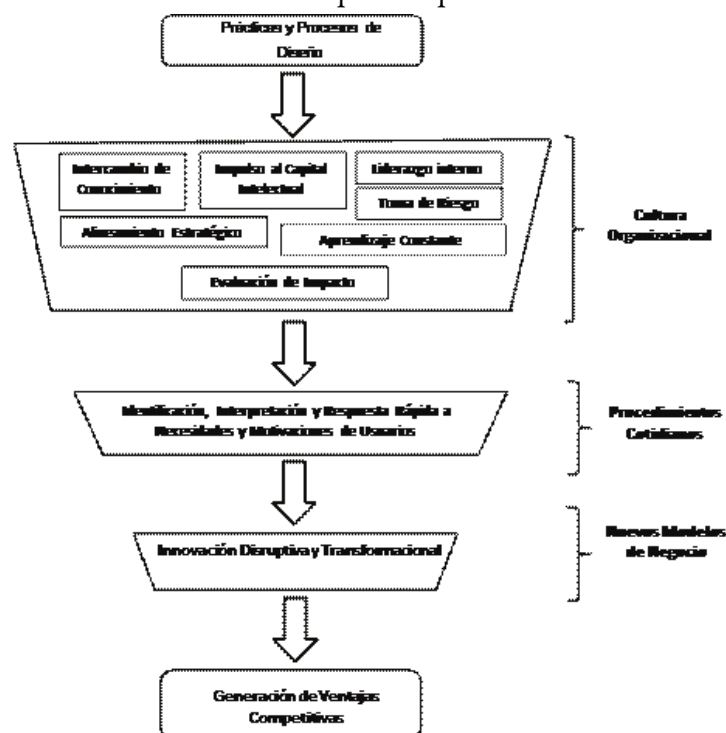 Prácticas y Procesos de
Diseño
Intercambio de
Conocimiento
Impulso al Capital
Intelectual
Liderazgo interno
Toma de Riesgo
Alineamiento Estratégico
Aprendizaje Constante
Evaluación de Impacto
Cultura
Organizacional
Identificación, Interpretación y Respuesta Rápida a
Necesidades y Motivaciones de Usuarios
Procedimientos
Cotidianos
Innovación Disruptiva y Transformacional
Nuevos Modelos
de Negocio
Generación de Ventajas
Competitivas